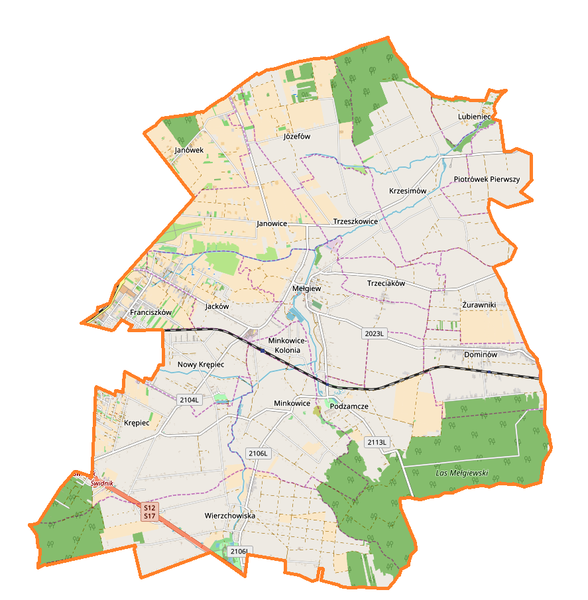 Lubieniec
Józefów
Janówek
Piotrówek Pierwszy
Krzesimów
Janowice
Trzeszkowice
Trzeciaków
Mełgiew
Żurawniki
Jacków
Franciszków
2023L
Minkowice-
Kolonia
Dominów
Nowy Krępiec
2104L
Minkowice
Podzamcze
Krępiec
2113L
2106L
Las Mełgiewski
Świdnik
S12
S17
Wierzchowiska
2106L